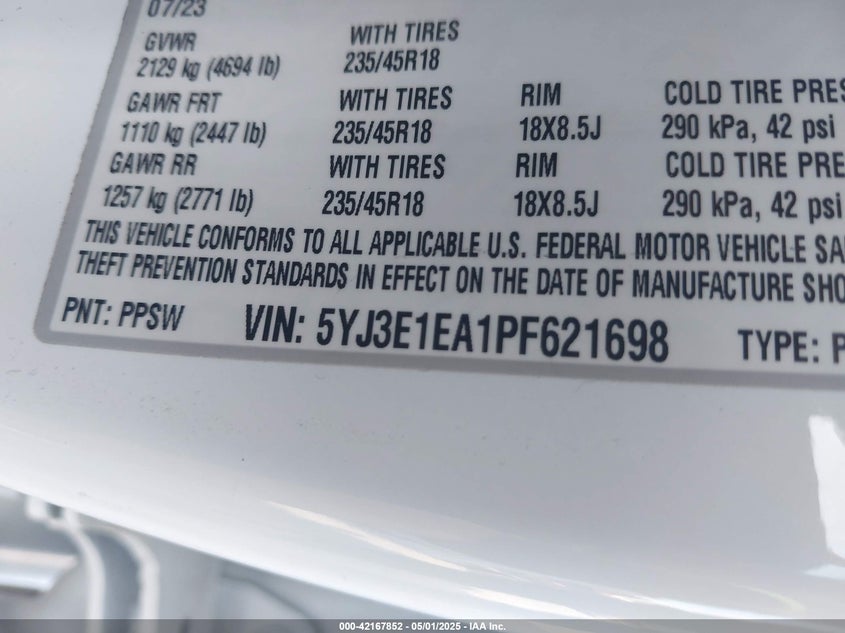 07/23
GVWR WITH TIRES
2129 kg (4694 lb) 235/45R18
GAWR FRT WITH TIRES RIM COLD TIRE PRES
1110 kg (2447 lb) 235/45R18 18X8.5J 290 kPa, 42 psi
GAWR RR WITH TIRES RIM COLD TIRE PRE
1257 kg (2771 lb) 235/45R18 18X8.5J 290 kPa, 42 psi
THIS VEHICLE CONFORMS TO ALL APPLICABLE U.S. FEDERAL MOTOR VEHICLE SA
THEFT PREVENTION STANDARDS IN EFFECT ON THE DATE OF MANUFACTURE SHO
PNT: PPSW VIN: 5YJ3E1EA1PF621698 TYPE: P
000-42167852 - 05/01/2025 - IAA Inc.